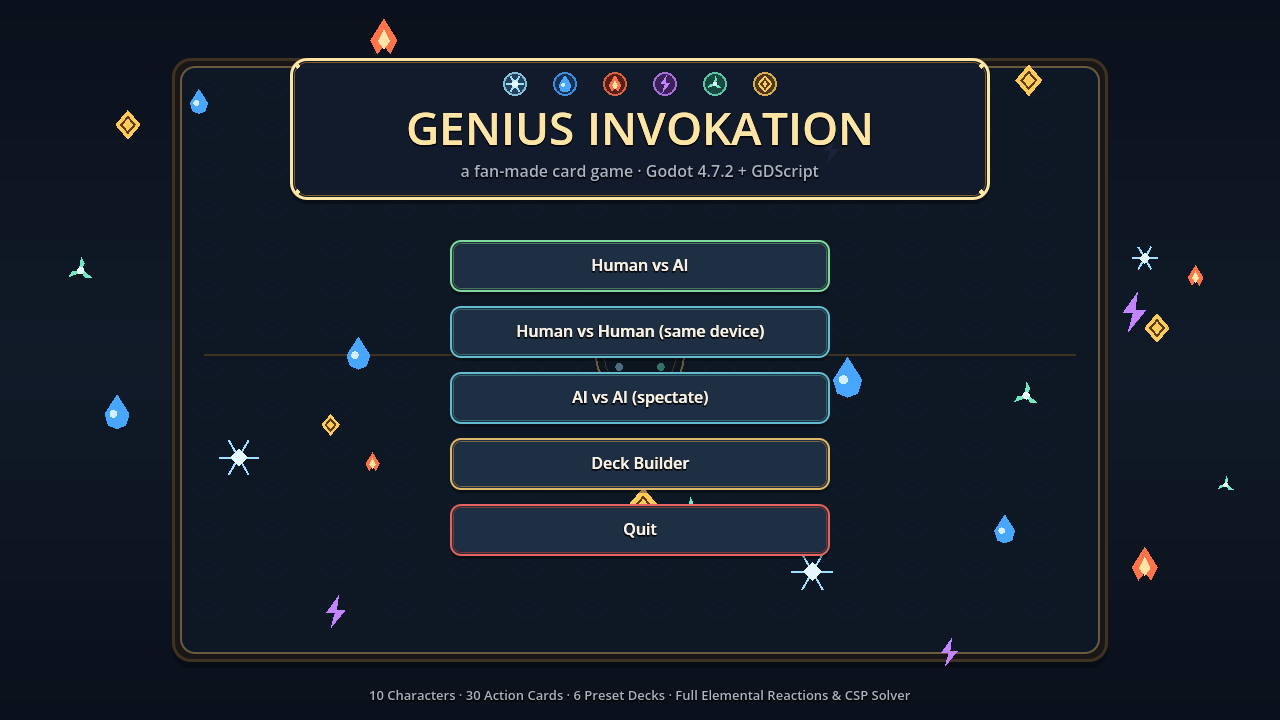 GENIUS INVOKATION
a fan-made card game · Godot 4.7.2 + GDScript
Human vs AI
Human vs Human (same device)
AI vs AI (spectate)
Deck Builder
Quit
10 Characters · 30 Action Cards · 6 Preset Decks · Full Elemental Reactions & CSP Solver